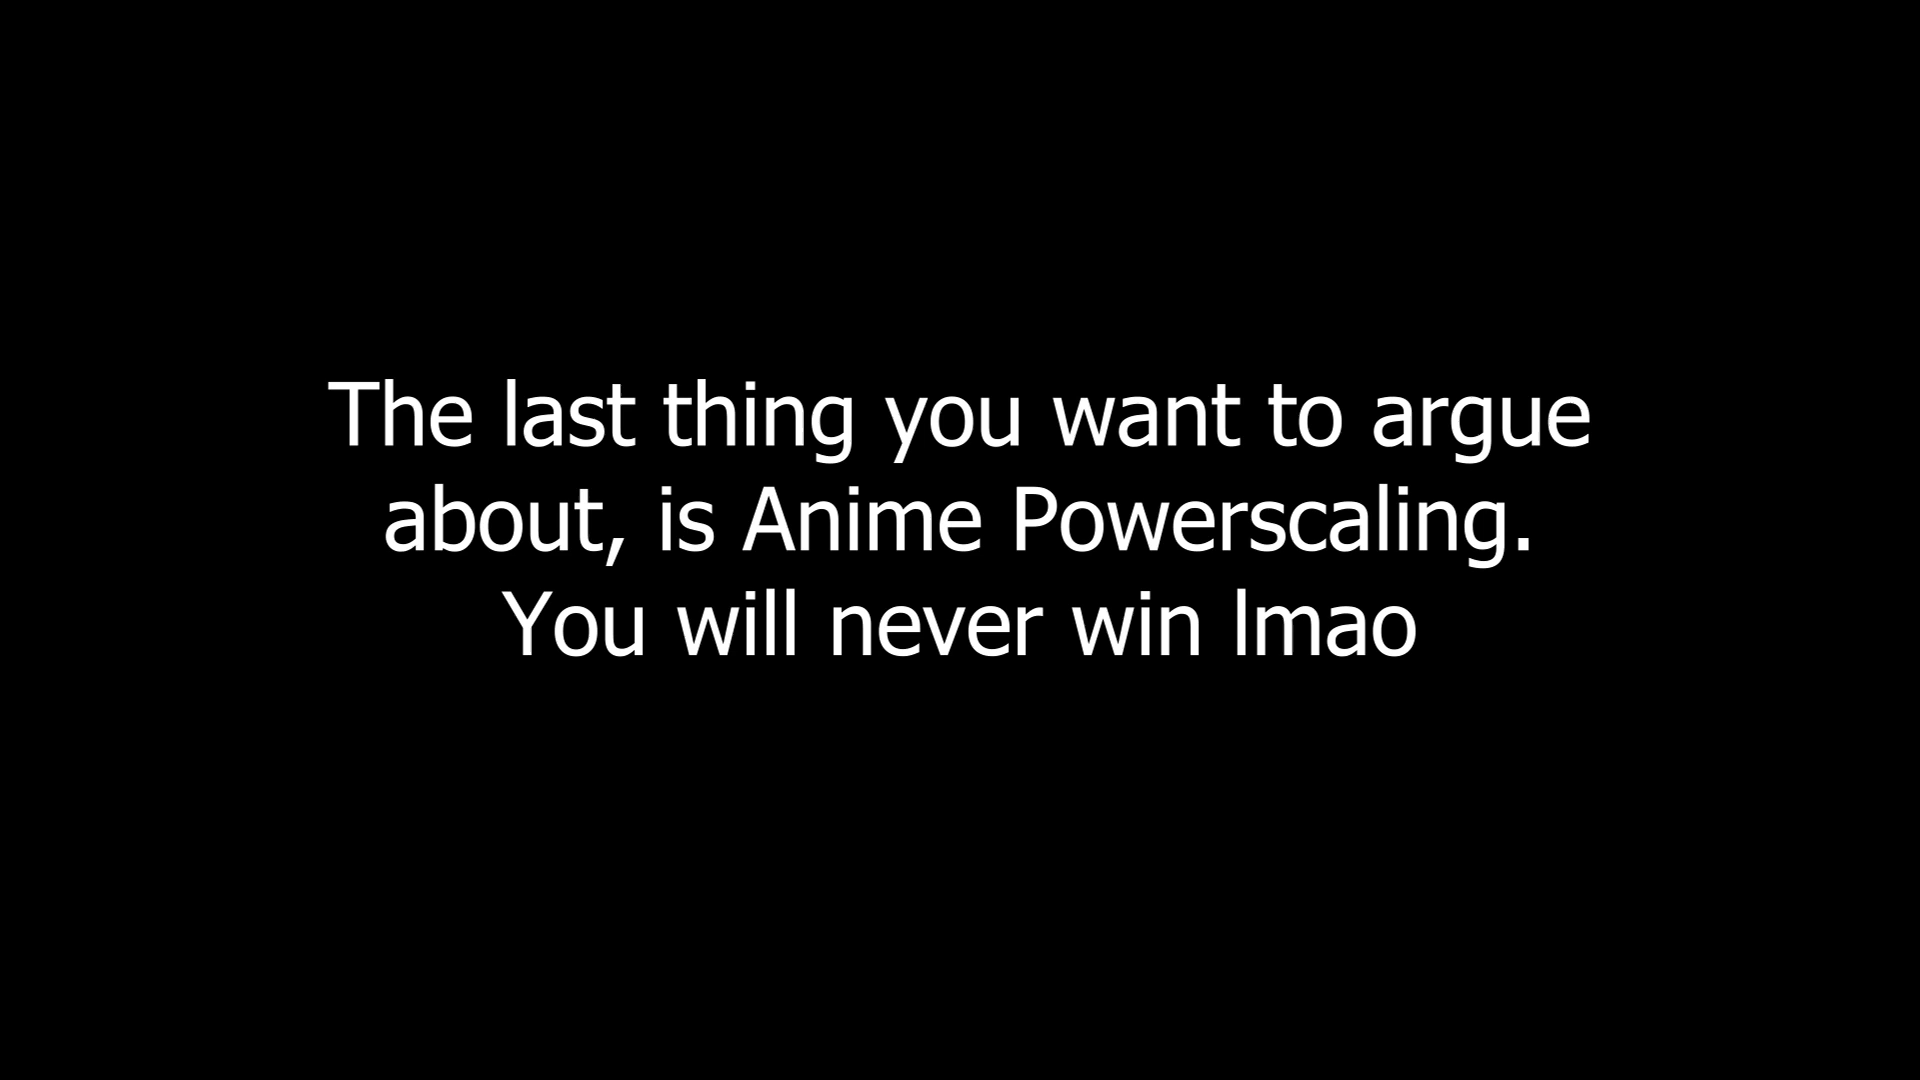 The last thing you want to argue
about, is Anime Powerscaling.
You will never win lmao